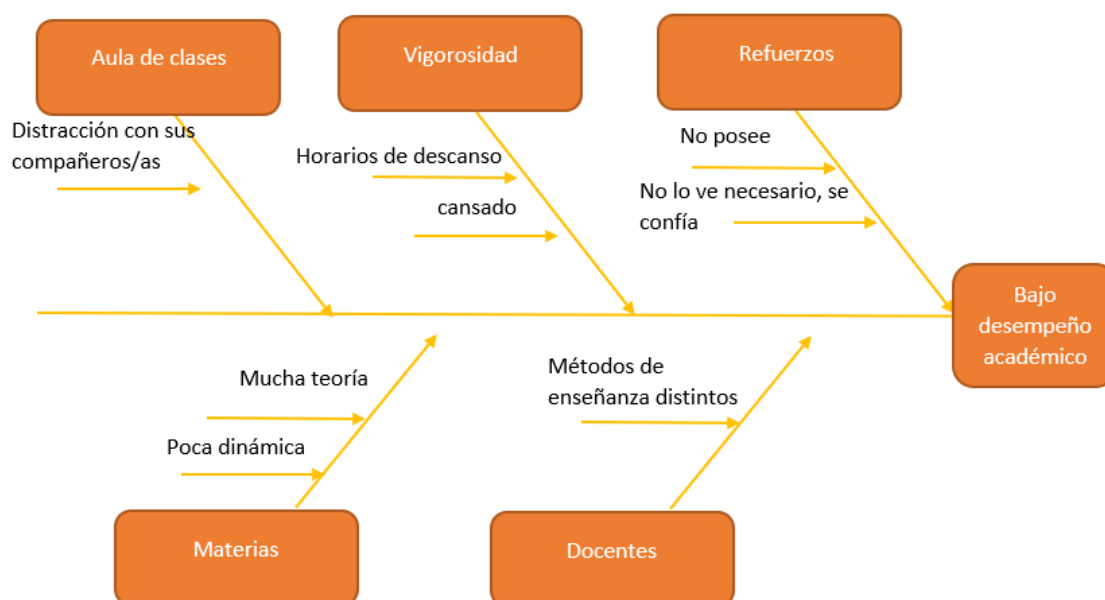 Aula de clases
Vigorosidad
Refuerzos
Distracción con sus
compañeros/as
Horarios de descanso
cansado
No posee
No lo ve necesario, se
confía
Bajo
desempeño
académico
Mucha teoría
Poca dinámica
Métodos de
enseñanza distintos
Materias
Docentes